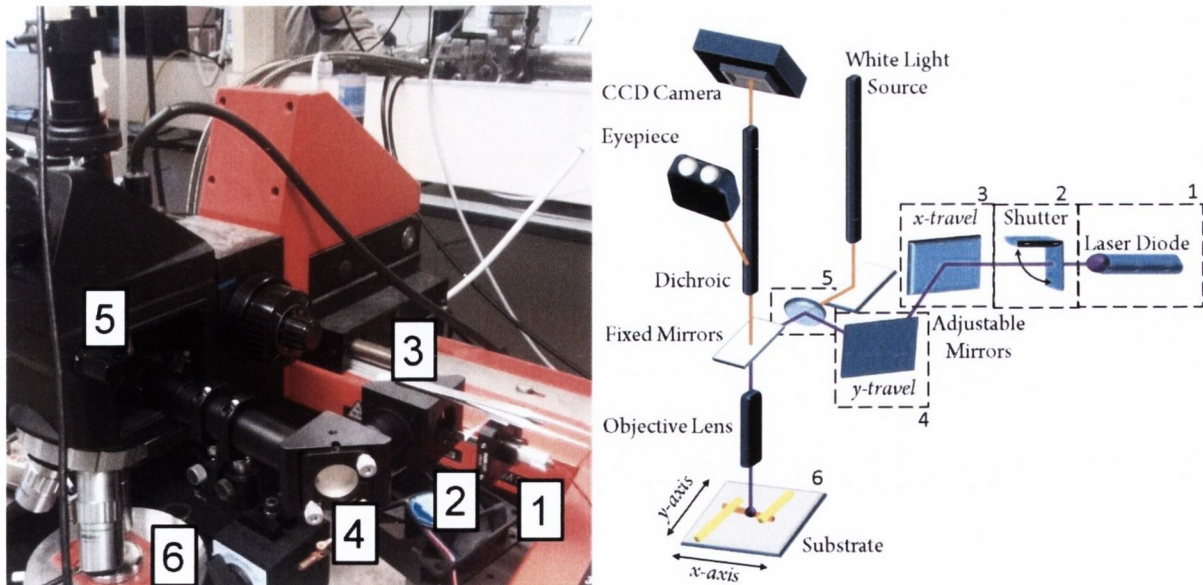 5
3
2
1
4
6
CCD Camera
White Light
Source
Eyepiece
3
2
1
x-travel
Shutter
Laser Diode
Dichroic
5
Fixed Mirrors
Adjustable
Mirrors
y-travel
4
Objective Lens
6
y-axis
Substrate
x-axis